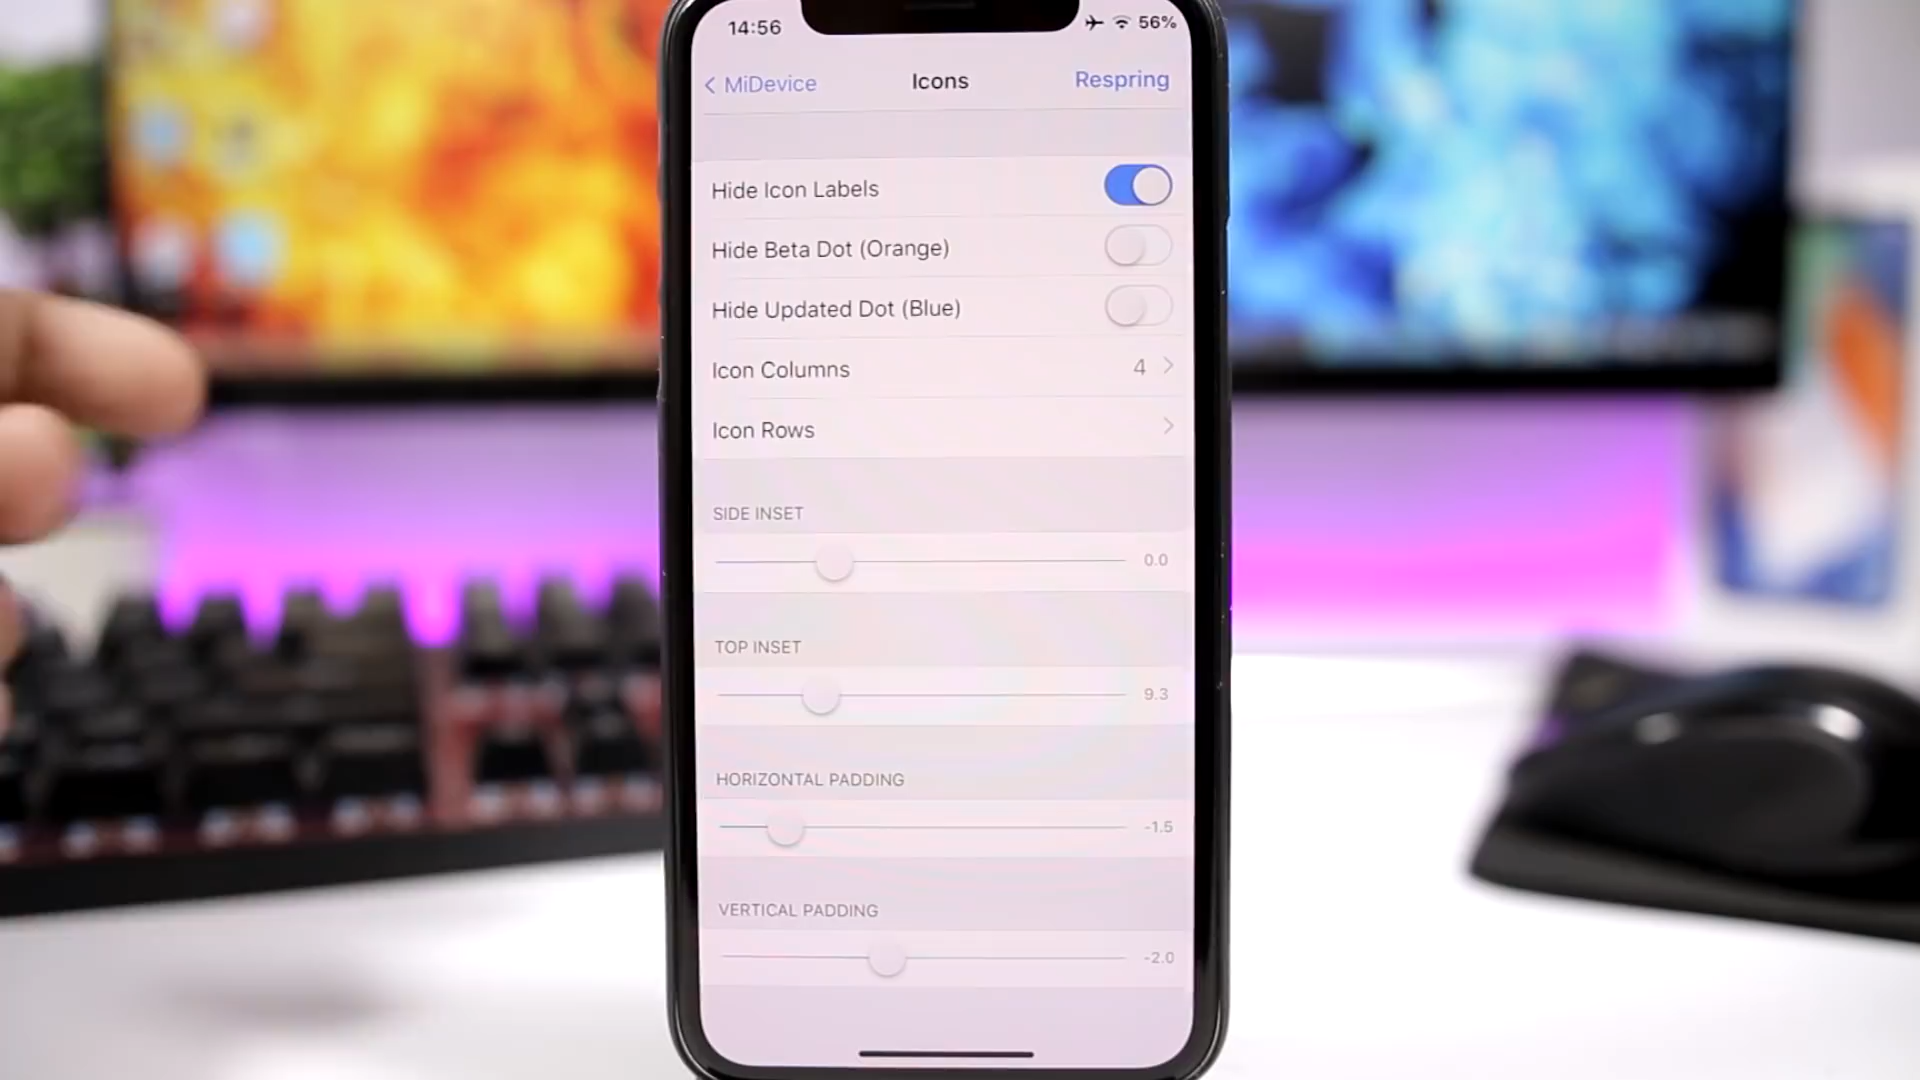 14:56
56%
MiDevice
Icons
Respring
Hide Icon Labels
Hide Beta Dot (Orange)
Hide Updated Dot (Blue)
Icon Columns
4
Icon Rows
SIDE INSET
0.0
TOP INSET
9.3
HORIZONTAL PADDING
-1.5
VERTICAL PADDING
-2.0